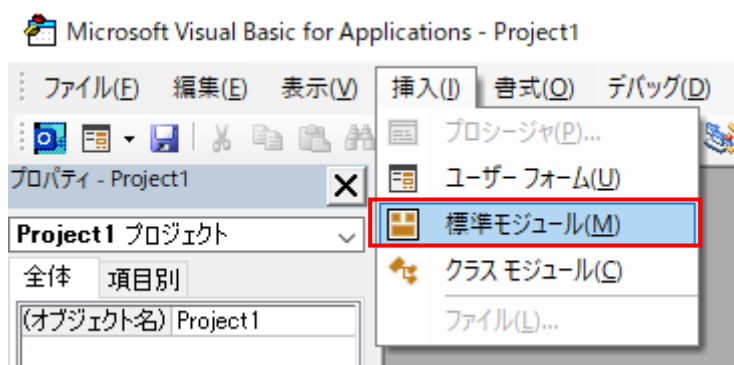 Microsoft Visual Basic for Applications - Project1
ファイル(F) 編集(E) 表示(V) 挿入(I) 書式(O) デバッグ(D)
プロシージャ(P)...
プロパティ - Project1
ユーザー フォーム(U)
Project1 プロジェクト
標準モジュール(M)
全体 項目別
クラス モジュール(C)
(オブジェクト名) Project1
ファイル(L)...